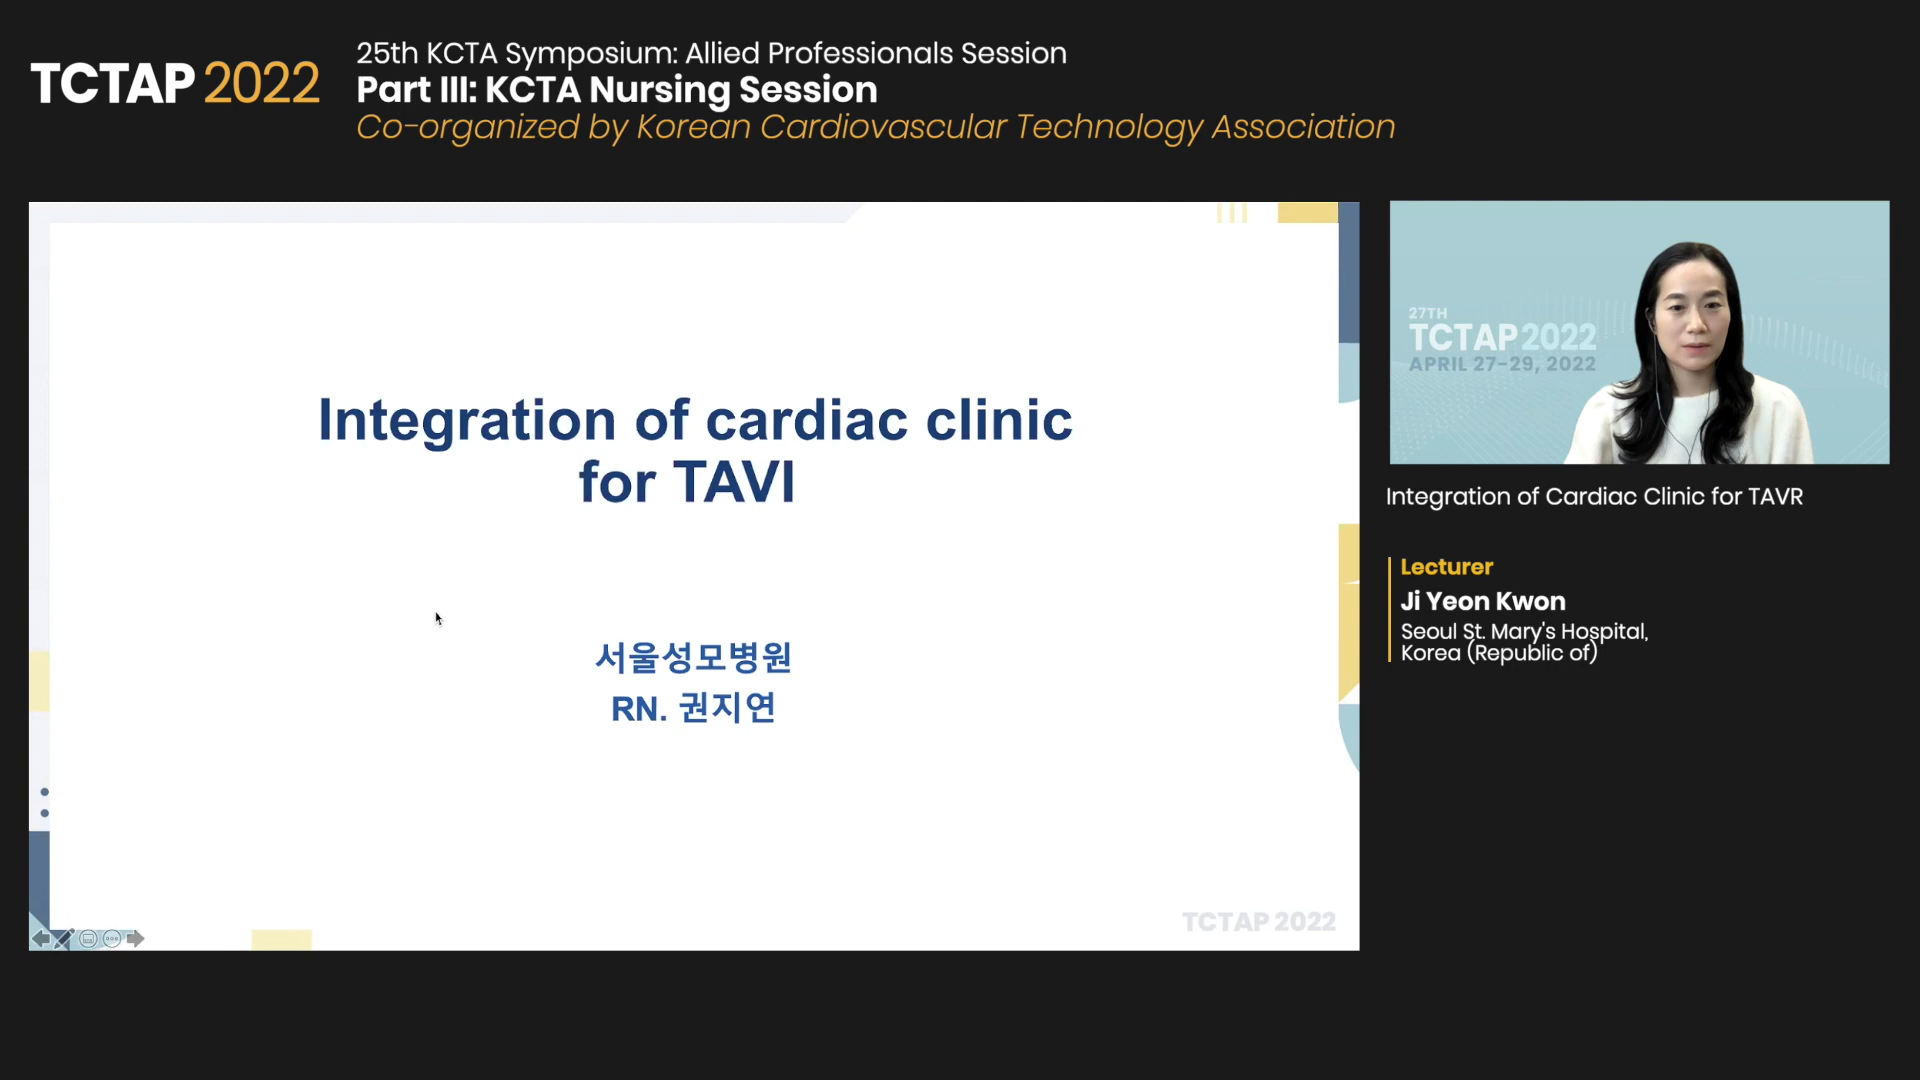 TCTAP 2022
25th KCTA Symposium: Allied Professionals Session
Part III: KCTA Nursing Session
Co-organized by Korean Cardiovascular Technology Association
Integration of cardiac clinic
for TAVI
서울성모병원
RN. 권지연
TCTAP 2022
27TH
TCTAP 2022
APRIL 27-29, 2022
Integration of Cardiac Clinic for TAVR
Lecturer
Ji Yeon Kwon
Seoul St. Mary's Hospital,
Korea (Republic of)